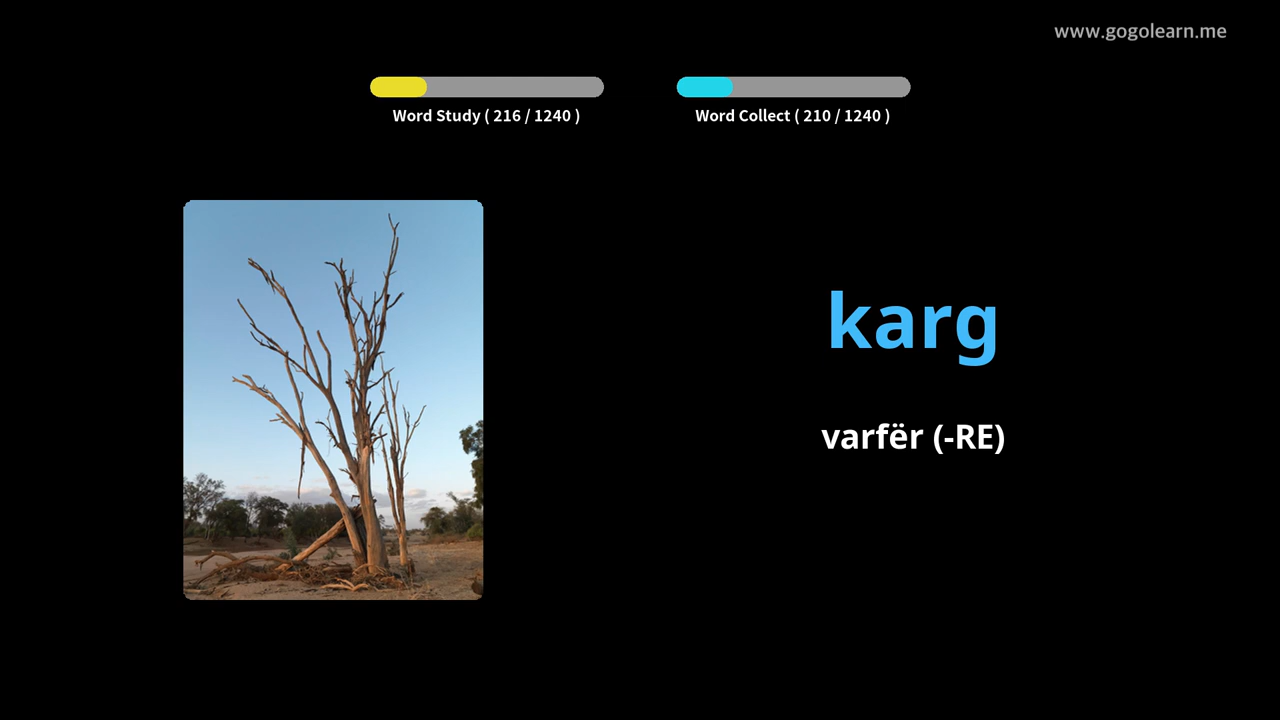 www.gogolearn.me
Word Study ( 216 / 1240 )
Word Collect ( 210 / 1240 )
karg
varfër (-RE)